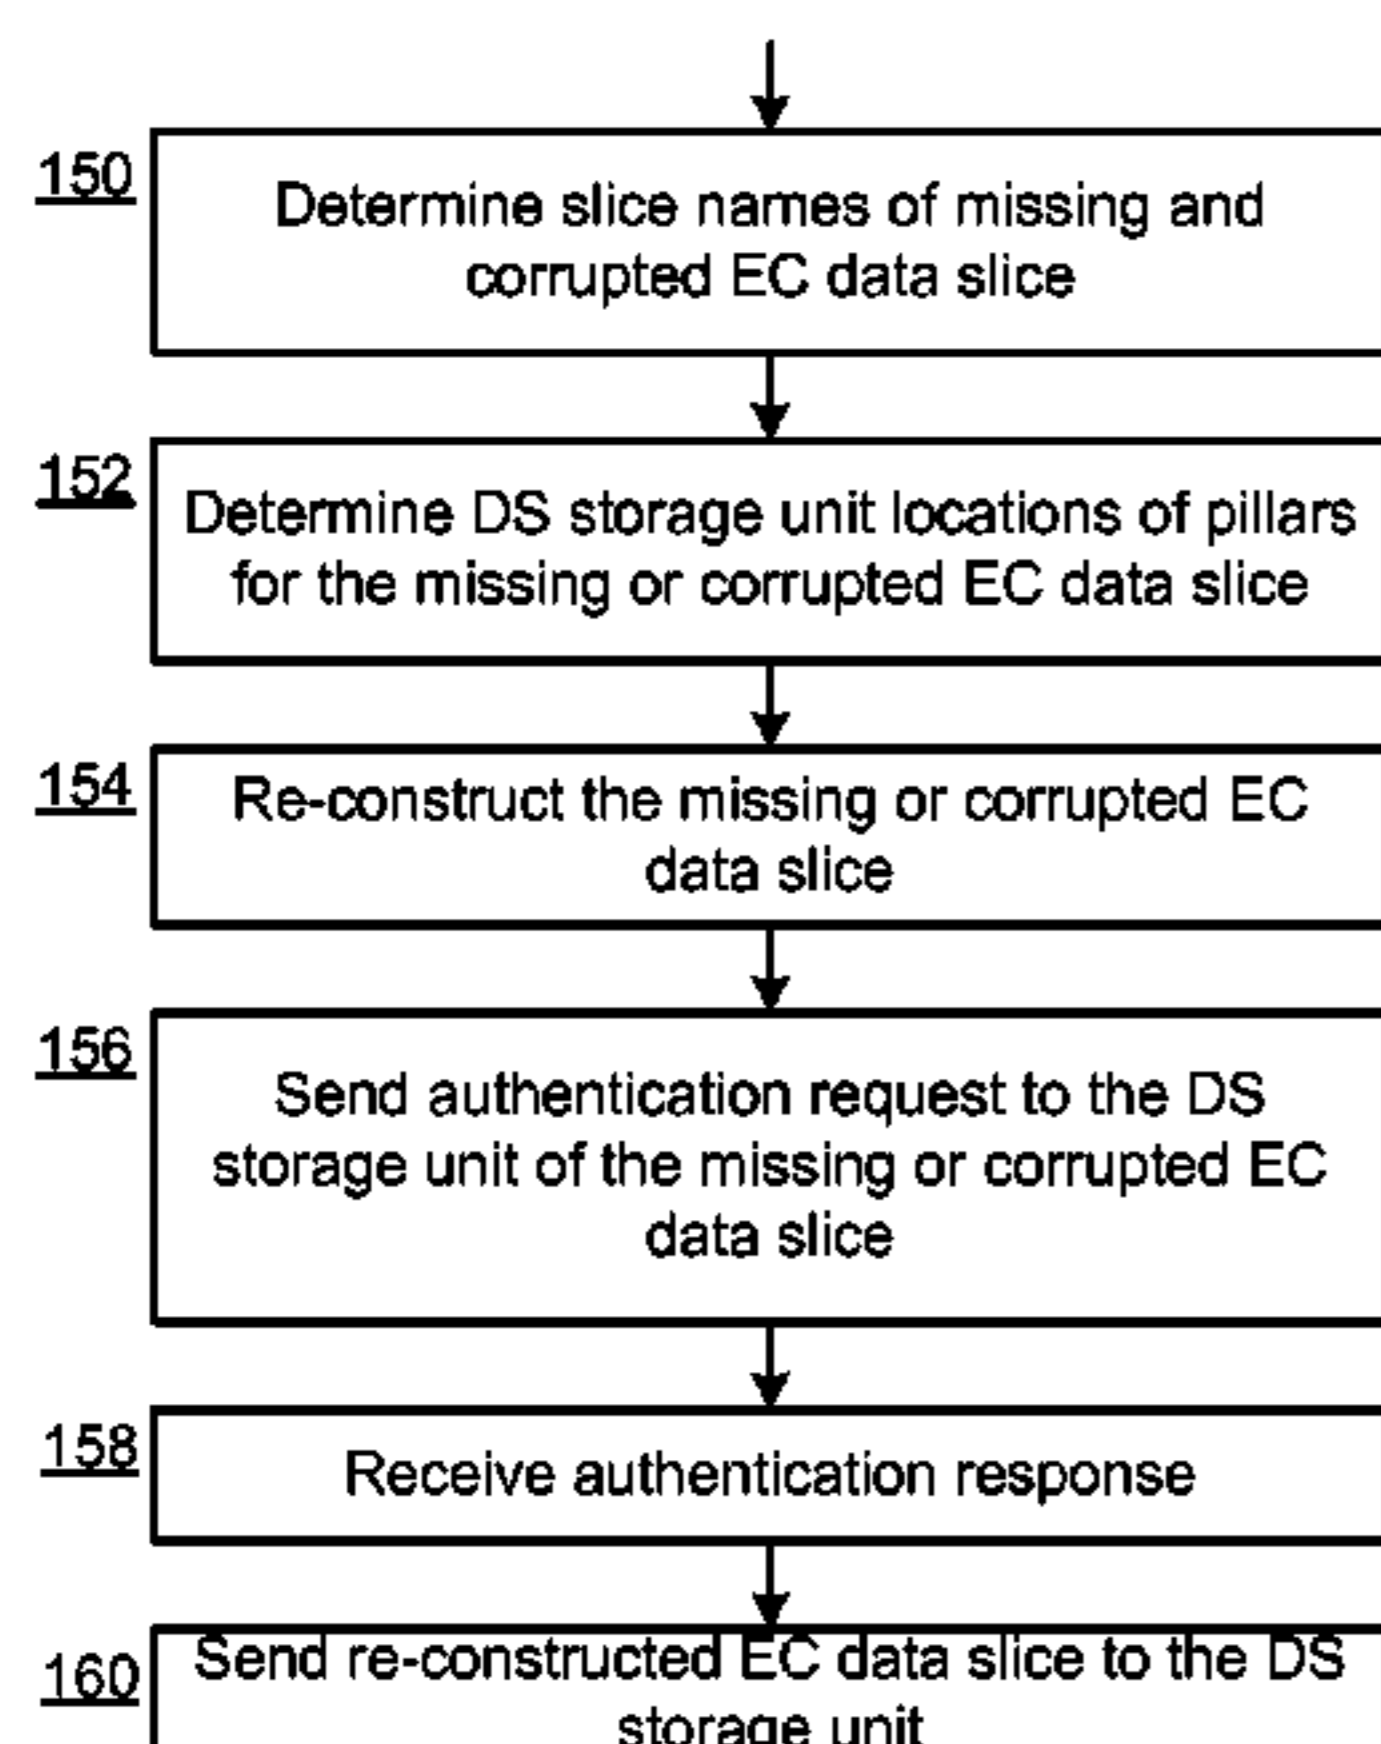 150
Determine slice names of missing and
corrupted EC data slice
152
Determine DS storage unit locations of pillars
for the missing or corrupted EC data slice
154
Re-construct the missing or corrupted EC
data slice
156
Send authentication request to the DS
storage unit of the missing or corrupted EC
data slice
158
Receive authentication response
160
Send re-constructed EC data slice to the DS
storage unit